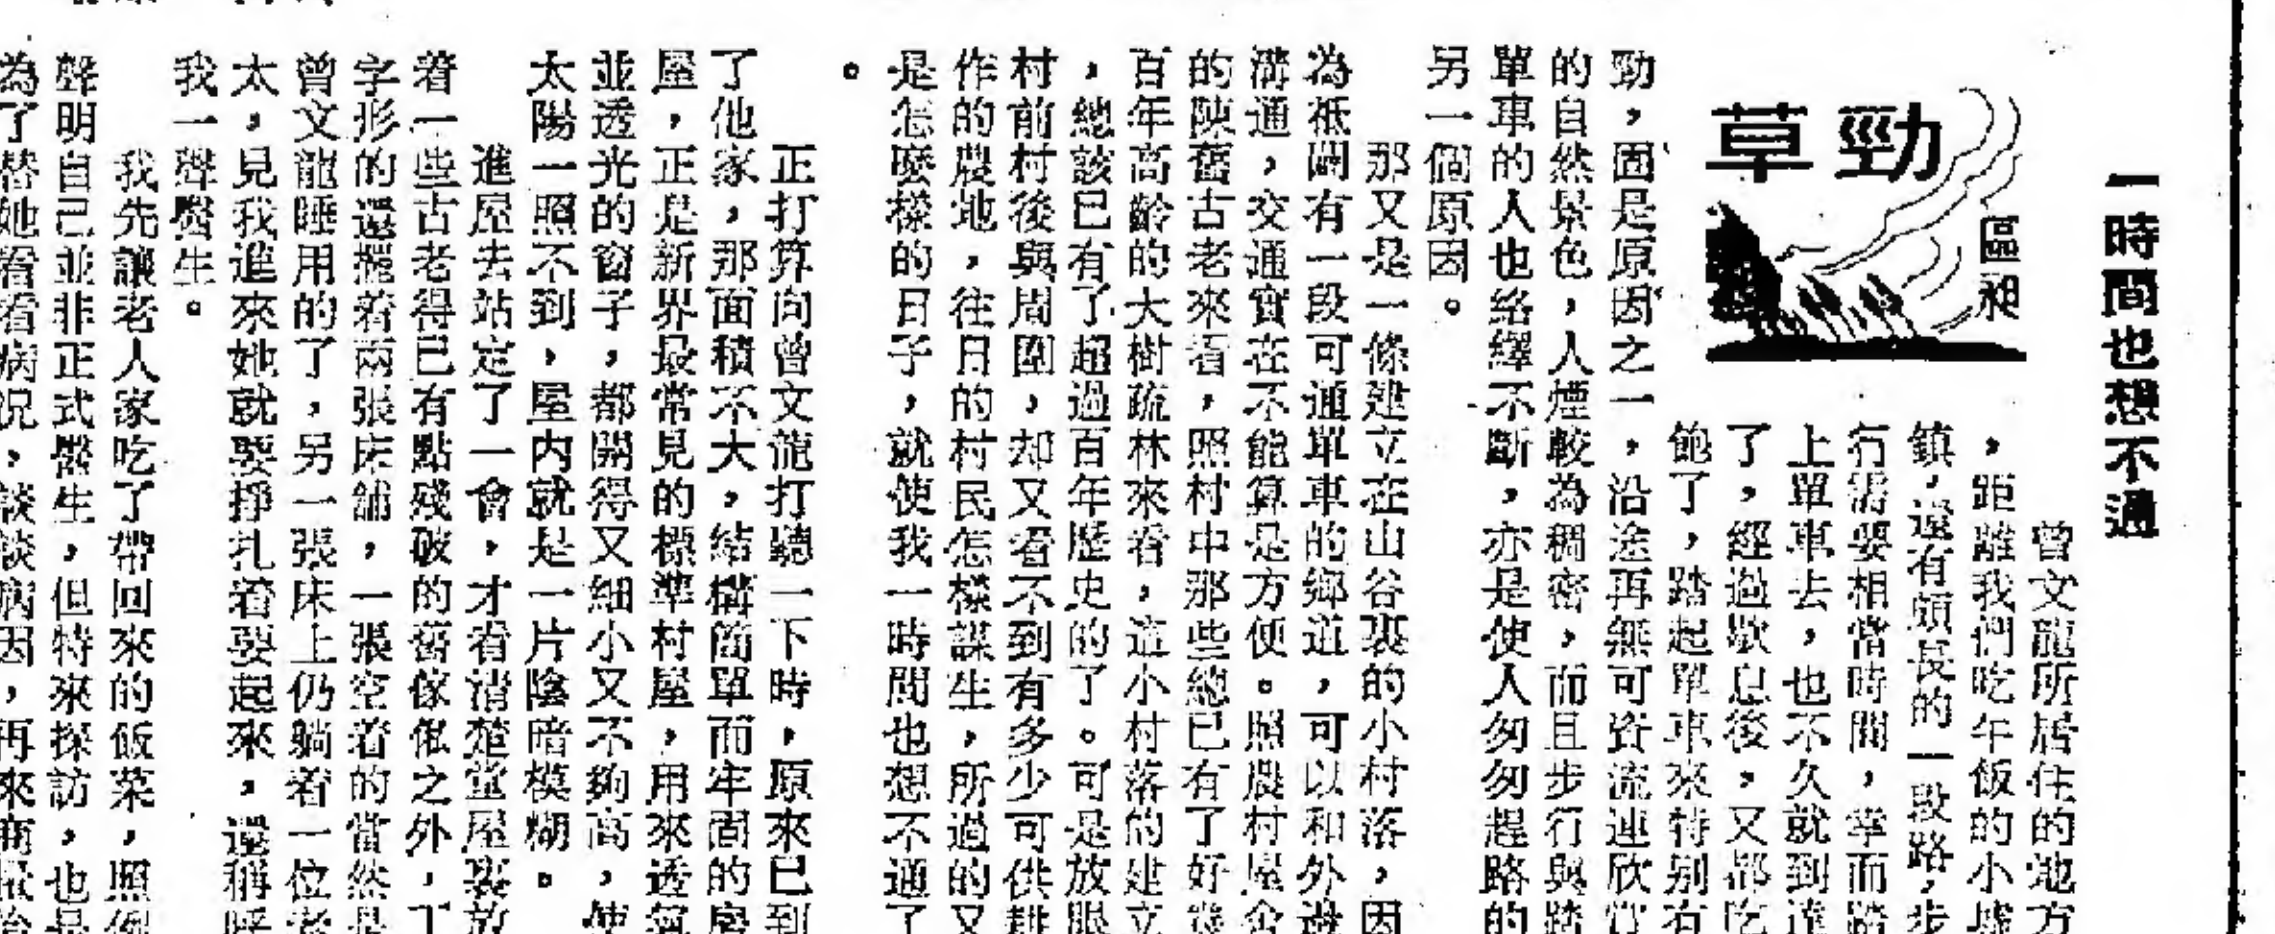 一時間也想不通
勁草
區昶
曾文龍所居住的地方
，距離我們吃午飯的小墟
鎮，還有頗長的一段路，步
行需要相當時間，幸而踏
上單車去，也不久就到達
了，經過歇息後，又都吃
飽了，踏起單車來特别有
勁，固是原因之一，沿途再無可資流連欣賞
的自然景色，人煙較為稠密，而且步行與踏
單車的人也絡繹不斷，亦是使人匆匆趕路的
另一個原因。
那又是一條建立在山谷裏的小村落，因
為祗闢有一段可通單車的鄉道，可以和外邊
溝通，交通實在不能算是方便。照農村屋舍
的陳舊古老來看，照村中那些總已有了好幾
百年高齡的大樹疏林來看，這小村落的建立
，總該已有了超過百年歷史的了。可是放眼
村前村後與周圍，却又看不到有多少可供耕
作的農地，往日的村民怎樣謀生，所過的又
是怎麼樣的日子，就使我一時間也想不通了
。
正打算向曾文龍打聽一下時，原來已到
了他家，那面積不大，結構簡單而牢固的房
屋，正是新界最常見的標準村屋，用來透氣
並透光的窗子，都開得又細小又不夠高，使
太陽一照不到，屋内就是一片陰暗模糊。
進屋去站定了一會，才看清楚堂屋裏放
着一些古老得已有點殘破的舊傢俬之外，丁
字形的還擺着兩張床舖，一張空着的當然是
曾文龍睡用的了，另一張床上仍躺着一位老
太，見我進來她就要掙扎着要起來，還稱呼
我一聲醫生。
我先讓老人家吃了帶回來的飯菜，照例
聲明自己並非正式醫生，但特來探訪，也是
為了替她看看病况，談談病因，再來商量